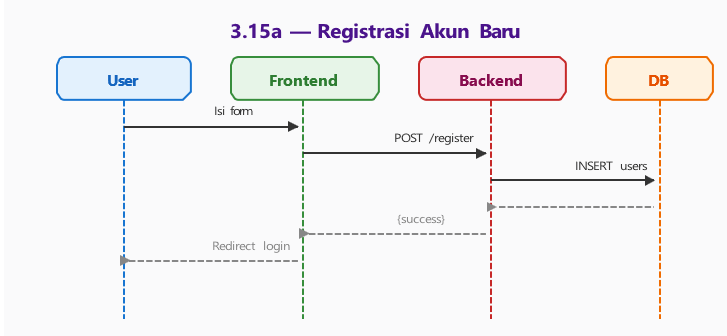 3.15a — Registrasi Akun Baru
User
Frontend
Backend
DB
Isi form
POST /register
INSERT users
{success}
Redirect login